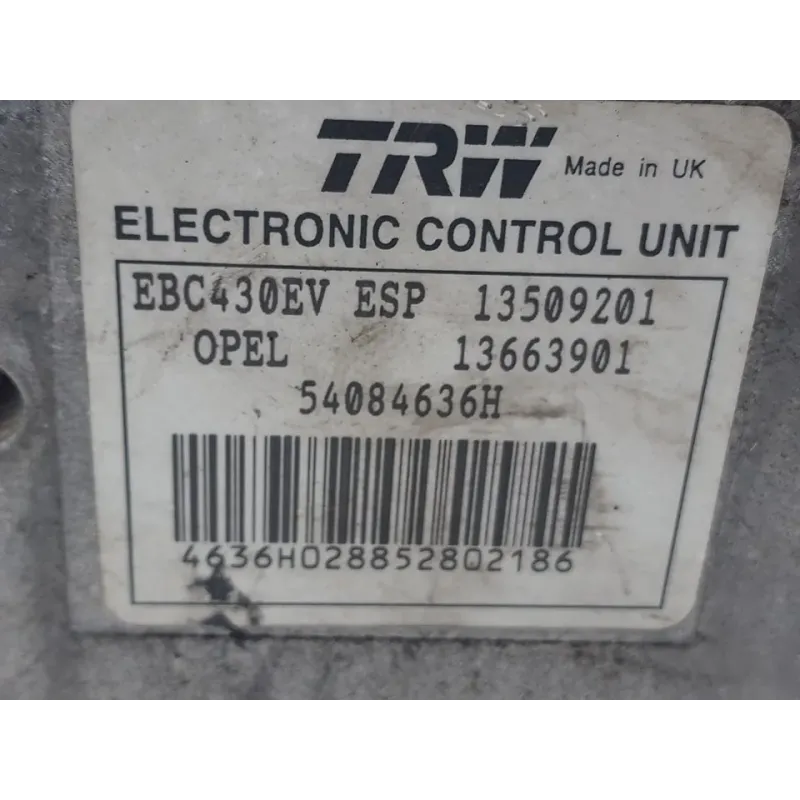 TRW Made in UK
ELECTRONIC CONTROL UNIT
EBC430EV ESP 13509201
OPEL 13663901
54084636H
4636H028852802186